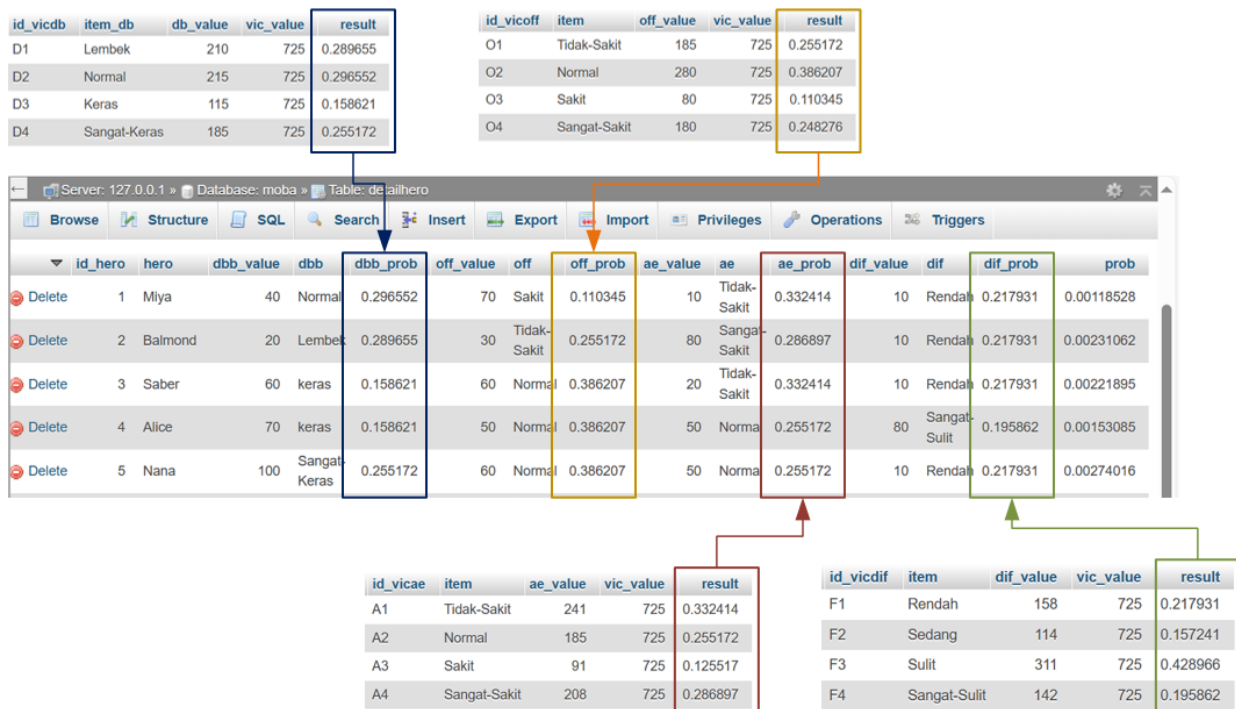 id_vicdb item_db db_value vic_value result
D1 Lembek 210 725 0.289655
D2 Normal 215 725 0.296552
D3 Keras 115 725 0.158621
D4 Sangat-Keras 185 725 0.255172
id_vicoff item off_value vic_value result
O1 Tidak-Sakit 185 725 0.255172
O2 Normal 280 725 0.386207
O3 Sakit 80 725 0.110345
O4 Sangat-Sakit 180 725 0.248276
Server: 127.0.0.1 » Database: moba » Table: detailhero
Browse Structure SQL Search Insert Export Import Privileges Operations Triggers
id_hero hero dbb_value dbb dbb_prob off_value off off_prob ae_value ae ae_prob dif_value dif dif_prob prob
Delete 1 Miya 40 Normal 0.296552 70 Sakit 0.110345 10 Tidak-Sakit 0.332414 10 Rendah 0.217931 0.00118528
Delete 2 Balmond 20 Lembek 0.289655 30 Tidak-Sakit 0.255172 80 Sangat-Sakit 0.286897 10 Rendah 0.217931 0.00231062
Delete 3 Saber 60 keras 0.158621 60 Normal 0.386207 20 Tidak-Sakit 0.332414 10 Rendah 0.217931 0.00221895
Delete 4 Alice 70 keras 0.158621 50 Normal 0.386207 50 Normal 0.255172 80 Sangat-Sulit 0.195862 0.00153085
Delete 5 Nana 100 Sangat-Keras 0.255172 60 Normal 0.386207 50 Normal 0.255172 10 Rendah 0.217931 0.00274016
id_vicae item ae_value vic_value result
A1 Tidak-Sakit 241 725 0.332414
A2 Normal 185 725 0.255172
A3 Sakit 91 725 0.125517
A4 Sangat-Sakit 208 725 0.286897
id_vicdif item dif_value vic_value result
F1 Rendah 158 725 0.217931
F2 Sedang 114 725 0.157241
F3 Sulit 311 725 0.428966
F4 Sangat-Sulit 142 725 0.195862